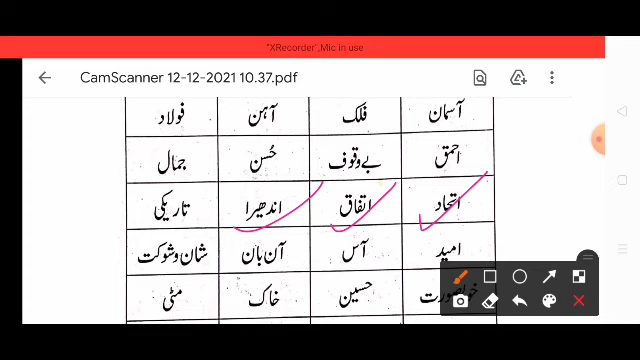 "XRecorder",Mic in use
CamScanner 12-12-2021 10.37.pdf
آسمان فلک آہن فولاد
احمق بے وقوف حُسن جمال
اتحاد اتفاق اندھیرا تاریکی
امید آس آن بان شان و شوکت
خوبصورت حسین خاک مٹی